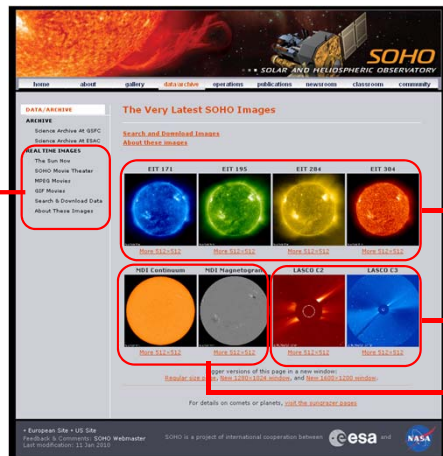 SOHO
SOLAR AND HELIOSPHERIC OBSERVATORY
home about gallery data/archive operations publications newsroom classroom community
DATA/ARCHIVE
ARCHIVE
Science Archive At GSFC
Science Archive At ESAC
REAL TIME IMAGES
The Sun Now
SOHO Movie Theater
MPEG Movies
GIF Movies
Search & Download Data
About These Images
The Very Latest SOHO Images
Search and Download Images
About these images
EIT 171 EIT 195 EIT 284 EIT 304
More 512×512 More 512×512 More 512×512 More 512×512
MDI Continuum MDI Magnetogram LASCO C2 LASCO C3
More 512×512 More 512×512 More 512×512 More 512×512
gger versions of this page in a new window:
Regular size page, New 1280×1024 window, and New 1600×1200 window.
For details on comets or planets, visit the sungrazer pages
• European Site • US Site
Feedback & Comments: SOHO Webmaster
Last modification: 11 Jan 2010
SOHO is a project of international cooperation between esa and NASA